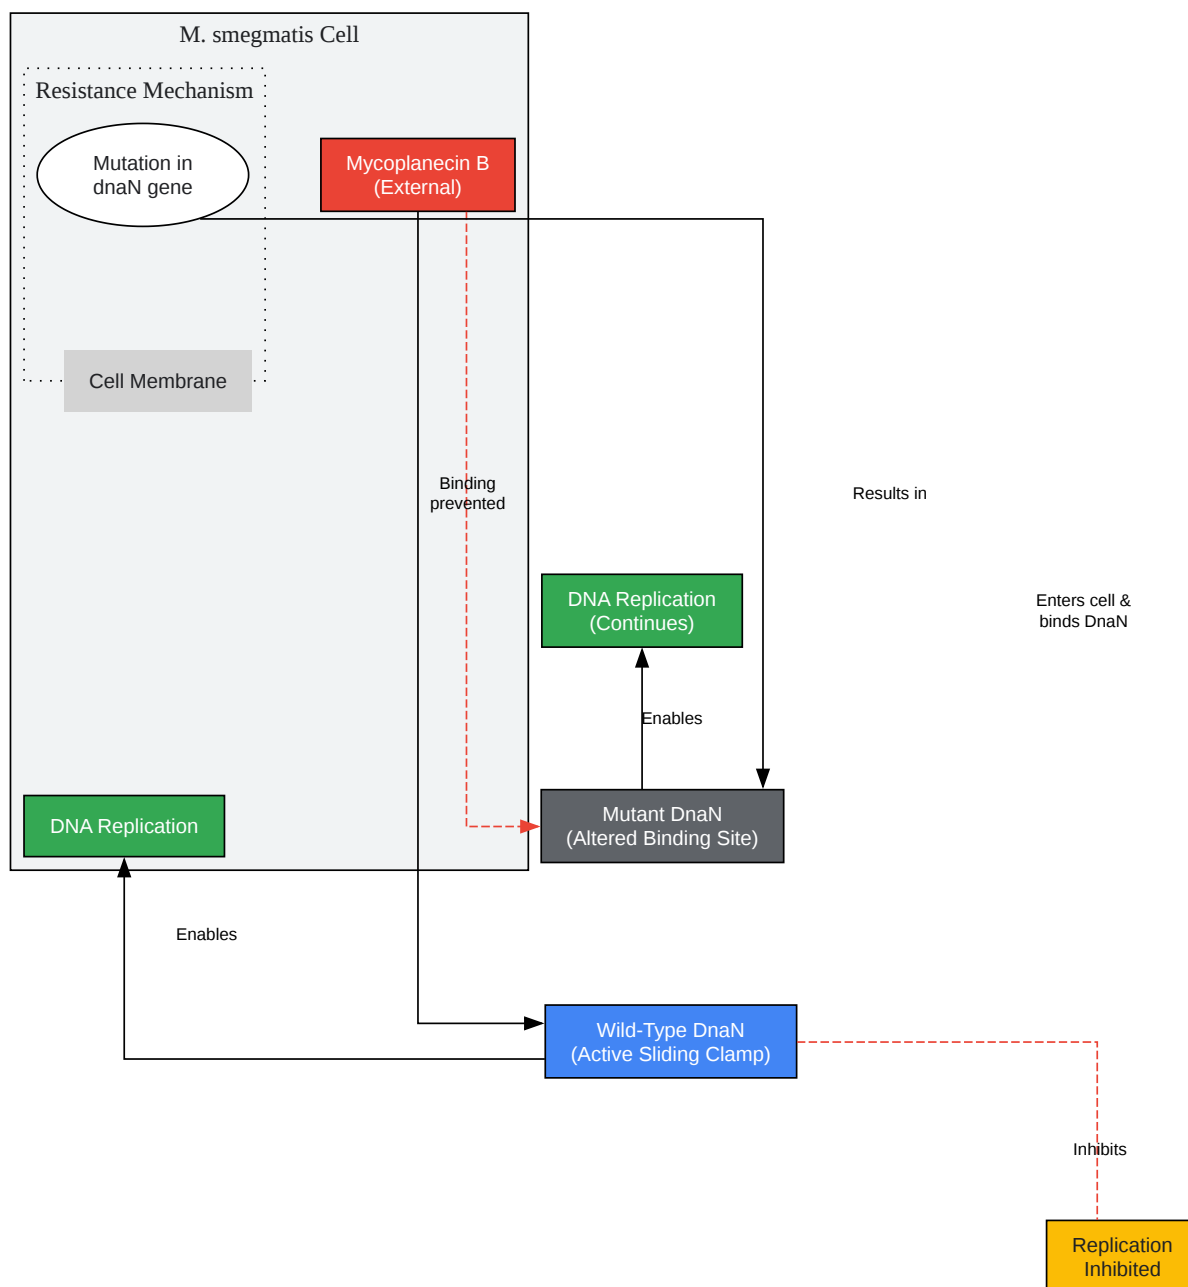 M. smegmatis Cell
Resistance Mechanism
Mutation in
dnaN gene
Mycoplanecin B
(External)
Cell Membrane
Binding
prevented
Results in
DNA Replication
(Continues)
Enters cell &
binds DnaN
Enables
DNA Replication
Mutant DnaN
(Altered Binding Site)
Enables
Wild-Type DnaN
(Active Sliding Clamp)
Inhibits
Replication
Inhibited